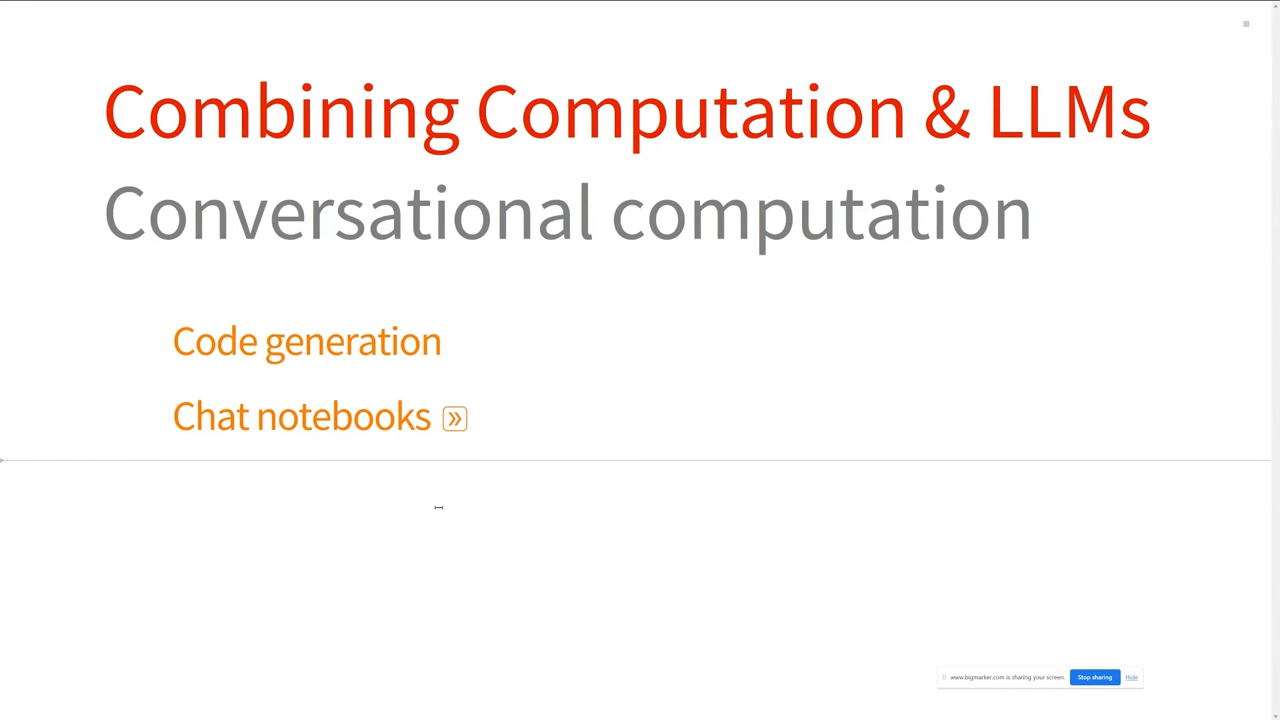 Combining Computation & LLMs
Conversational computation
Code generation
Chat notebooks »
www.bigmarker.com is sharing your screen. Stop sharing Hide